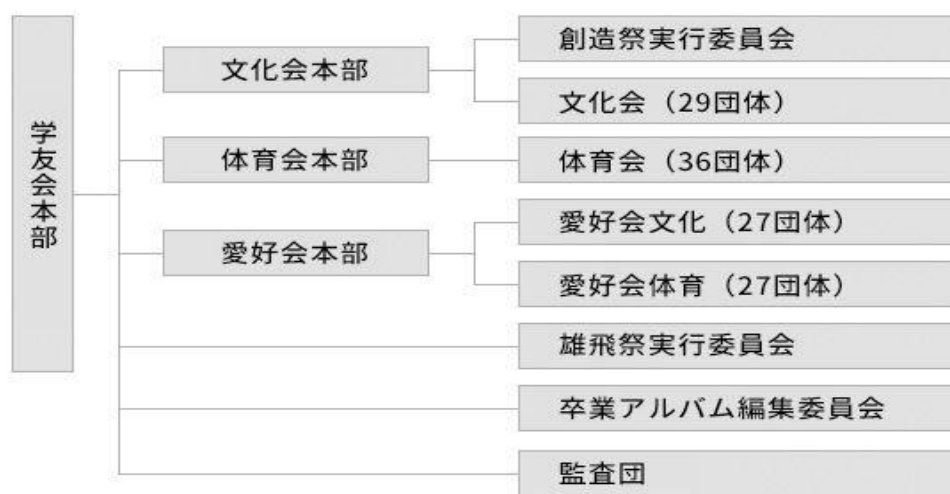 学友会本部
文化会本部
創造祭実行委員会
文化会（29団体）
体育会本部
体育会（36団体）
愛好会本部
愛好会文化（27団体）
愛好会体育（27団体）
雄飛祭実行委員会
卒業アルバム編集委員会
監査団